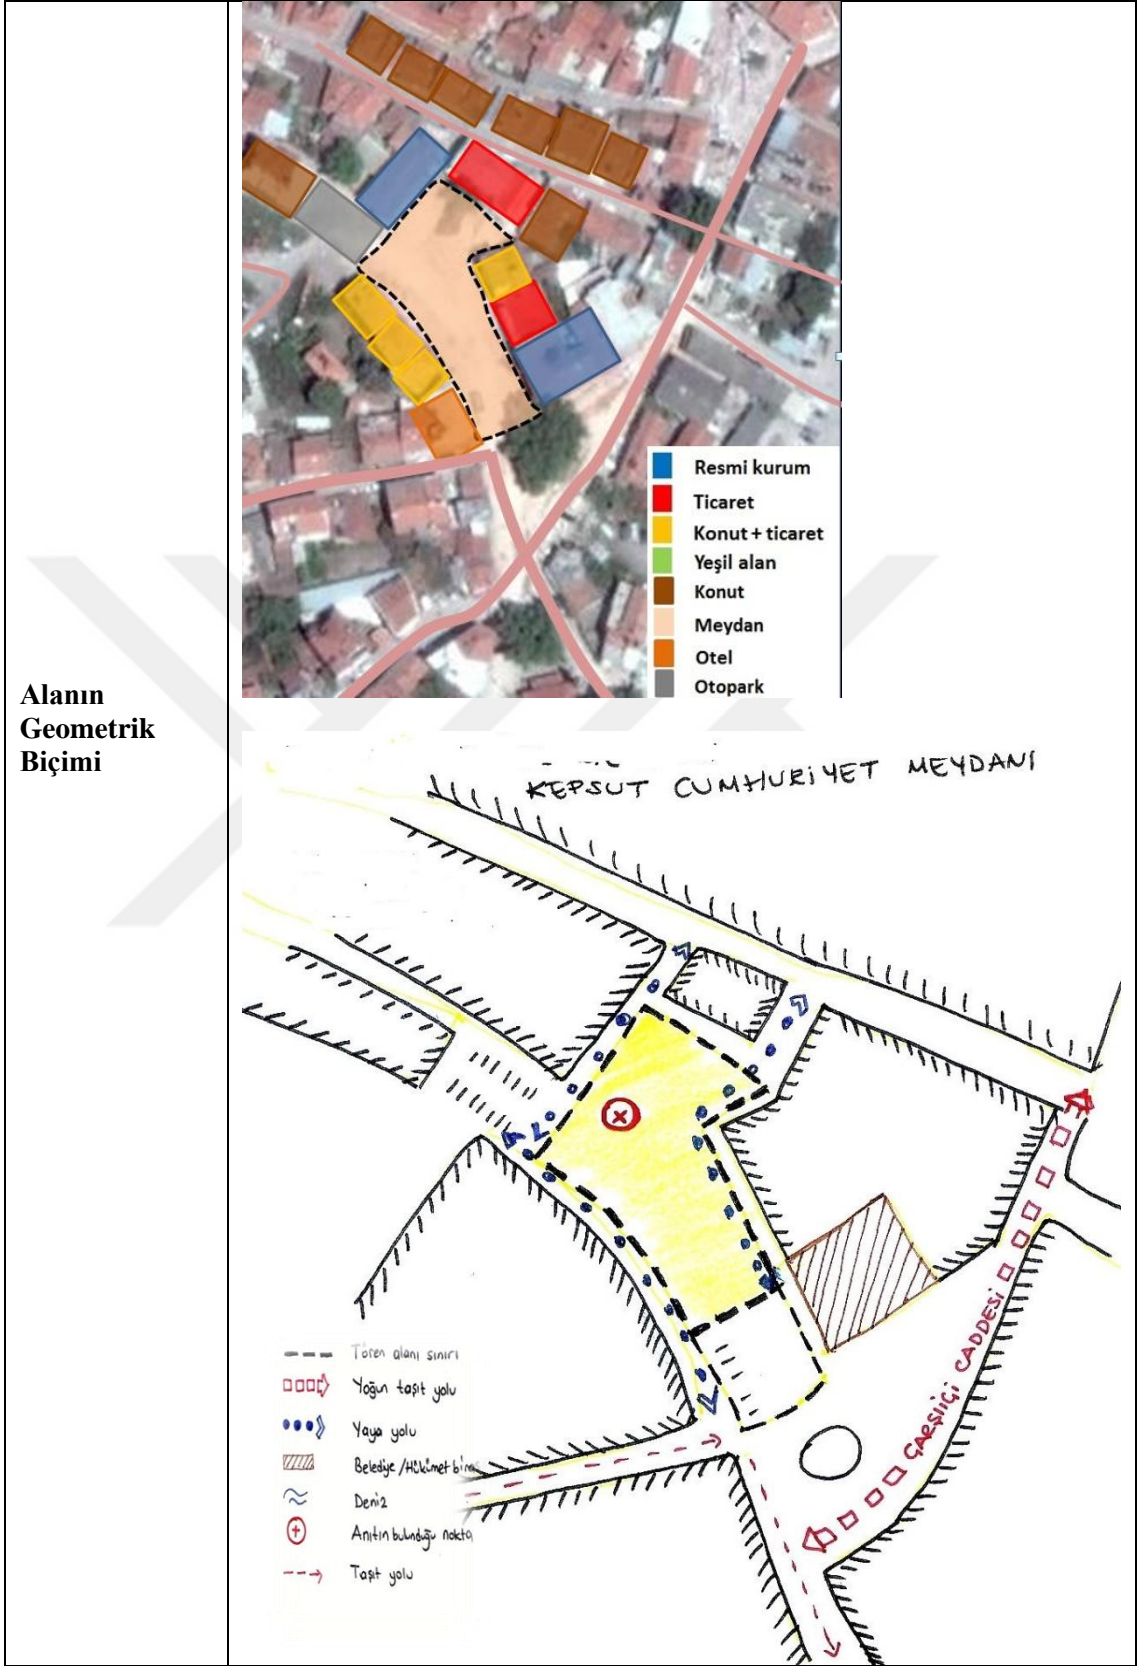 Alanın
Geometrik
Biçimi
Resmi kurum
Ticaret
Konut + ticaret
Yeşil alan
Konut
Meydan
Otel
Otopark
KEPSUT CUMHURİYET MEYDANI
ÇARŞIİÇİ CADDESİ
Tören alanı sınırı
Yoğun taşıt yolu
Yaya yolu
Belediye/Hükümet binası
Deniz
Anıtın bulunduğu nokta
Taşıt yolu